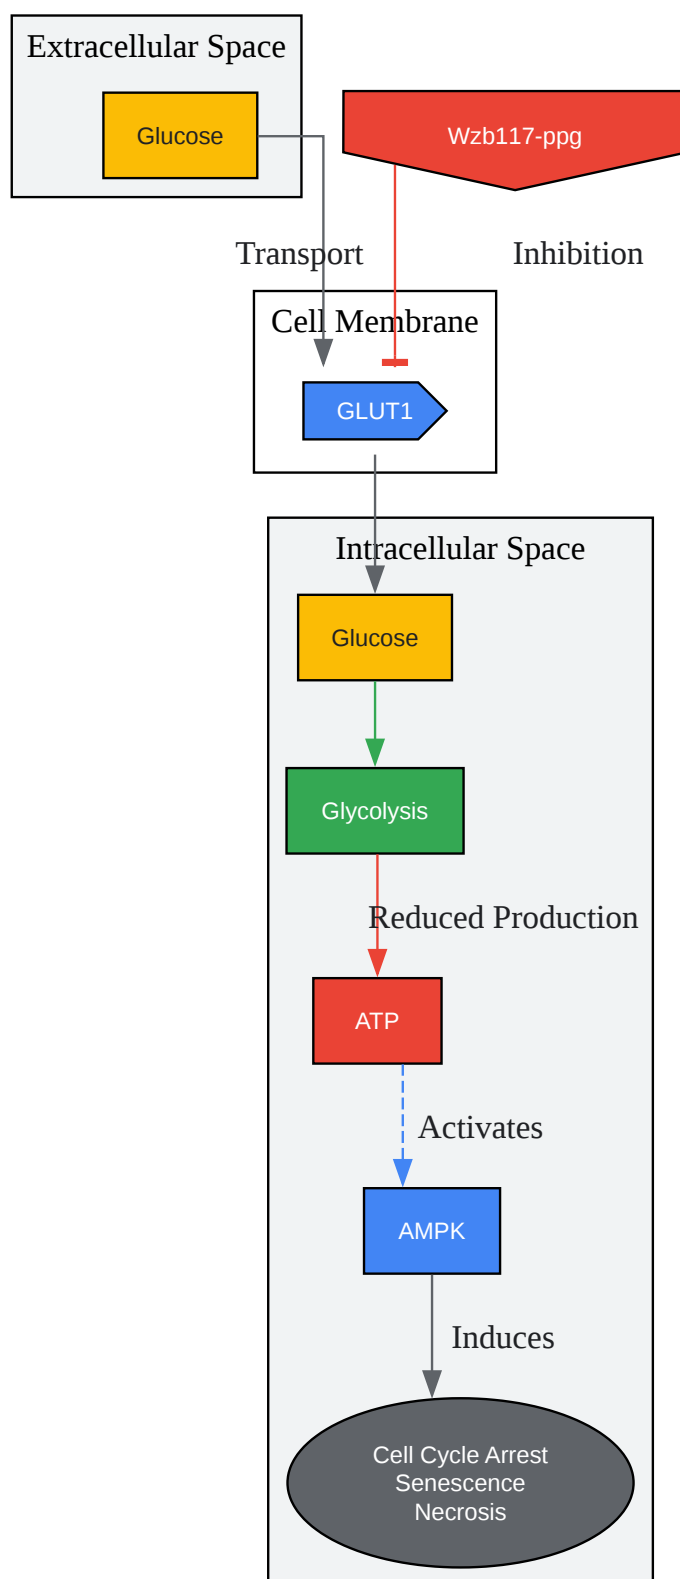 Extracellular Space
Glucose
Wzb117-ppg
Transport
Inhibition
Cell Membrane
GLUT1
Intracellular Space
Glucose
Glycolysis
Reduced Production
ATP
Activates
AMPK
Induces
Cell Cycle Arrest
Senescence
Necrosis